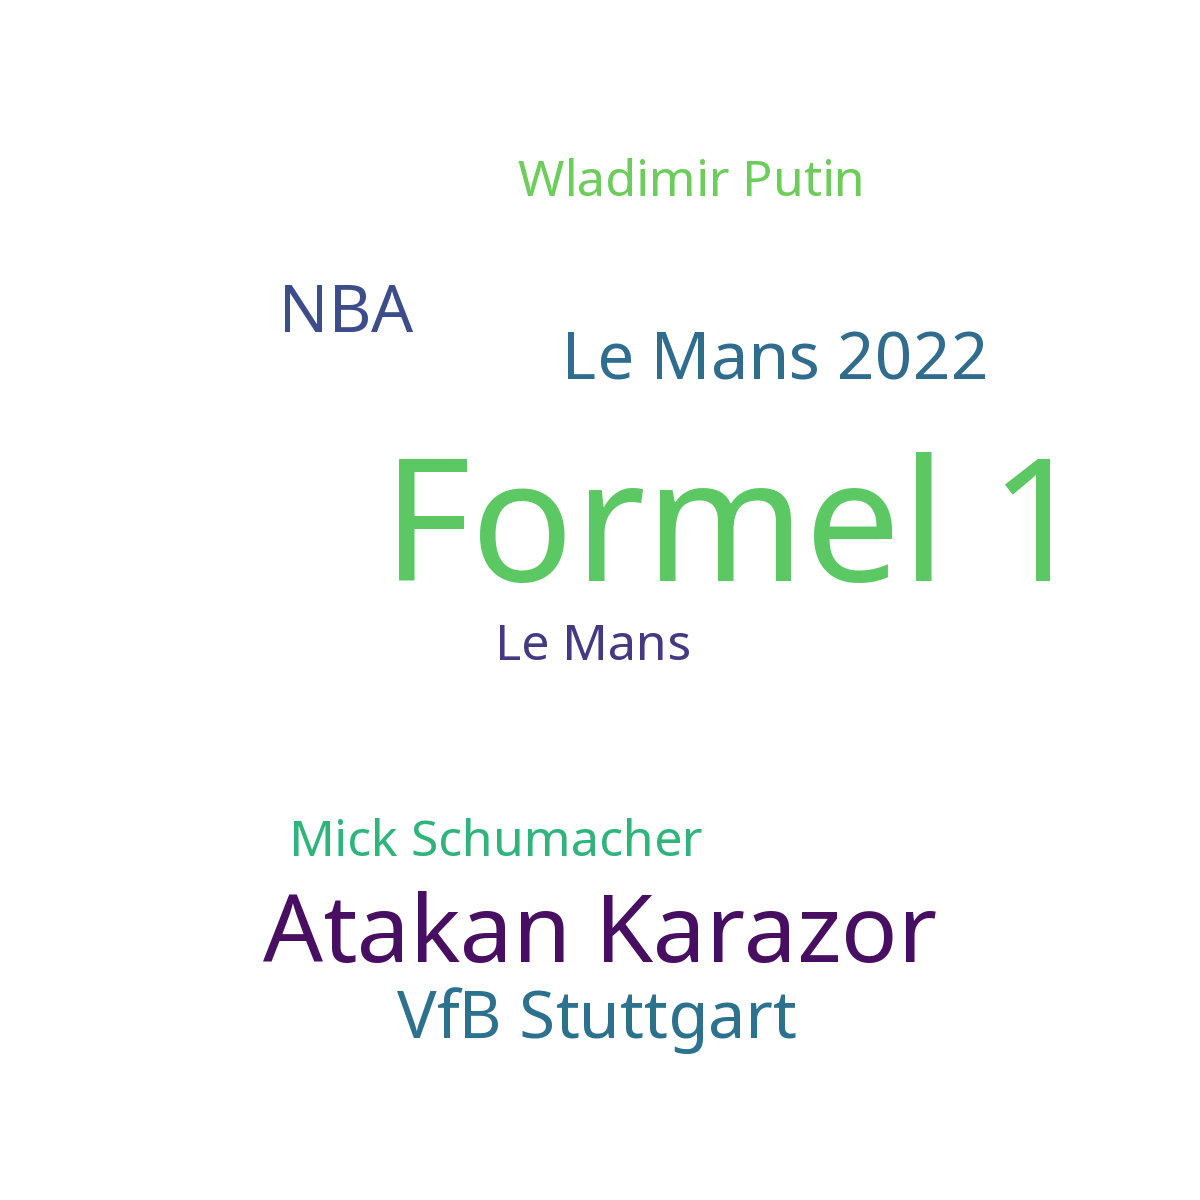 Wladimir Putin
NBA
Le Mans 2022
Formel 1
Le Mans
Mick Schumacher
Atakan Karazor
VfB Stuttgart